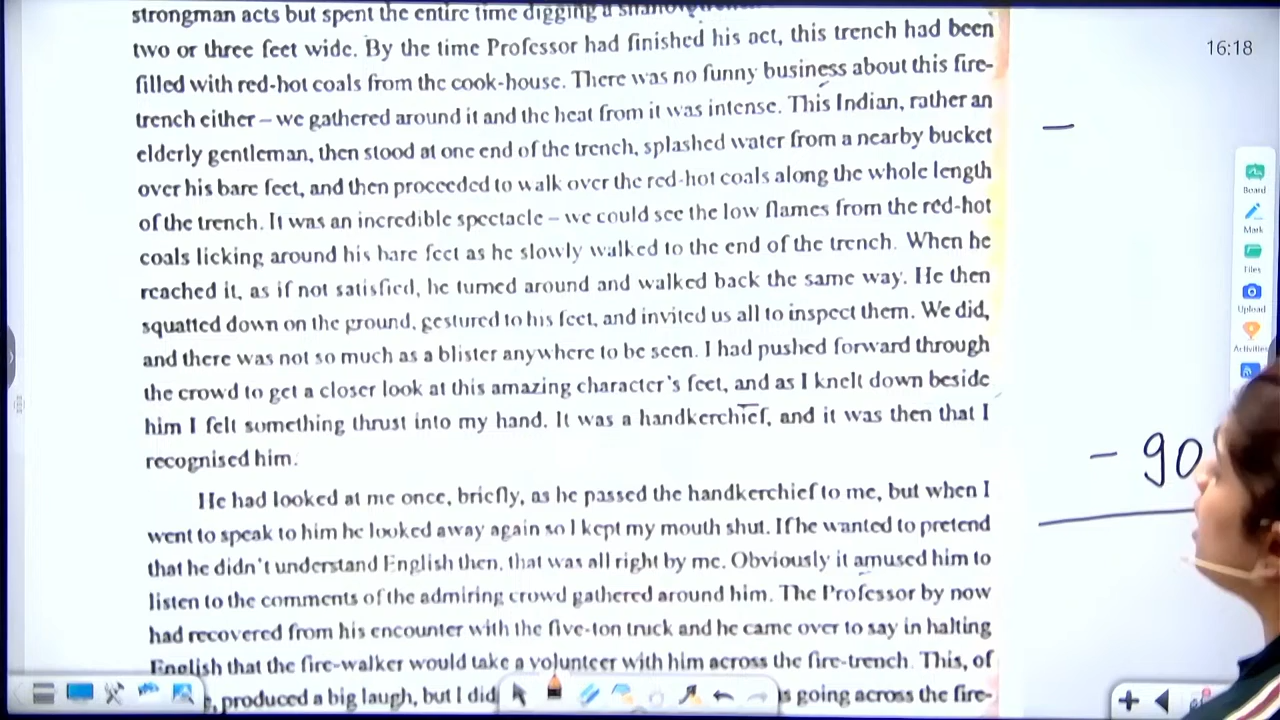 strongman acts but spent the entire time digging a
two or three feet wide. By the time Professor had finished his act, this trench had been
filled with red-hot coals from the cook-house. There was no funny business about this fire-
trench either – we gathered around it and the heat from it was intense. This Indian, rather an
elderly gentleman, then stood at one end of the trench, splashed water from a nearby bucket
over his bare feet, and then proceeded to walk over the red-hot coals along the whole length
of the trench. It was an incredible spectacle – we could see the low flames from the red-hot
coals licking around his bare feet as he slowly walked to the end of the trench. When he
reached it, as if not satisfied, he turned around and walked back the same way. He then
squatted down on the ground, gestured to his feet, and invited us all to inspect them. We did,
and there was not so much as a blister anywhere to be seen. I had pushed forward through
the crowd to get a closer look at this amazing character's feet, and as I knelt down beside
him I felt something thrust into my hand. It was a handkerchief, and it was then that I
recognised him.
He had looked at me once, briefly, as he passed the handkerchief to me, but when I
went to speak to him he looked away again so I kept my mouth shut. If he wanted to pretend
that he didn't understand English then, that was all right by me. Obviously it amused him to
listen to the comments of the admiring crowd gathered around him. The Professor by now
had recovered from his encounter with the five-ton truck and he came over to say in halting
English that the fire-walker would take a volunteer with him across the fire-trench. This, of
, produced a big laugh, but I did
s going across the fire-
16:18
Board
Mark
Files
Upload
Activities
– 90